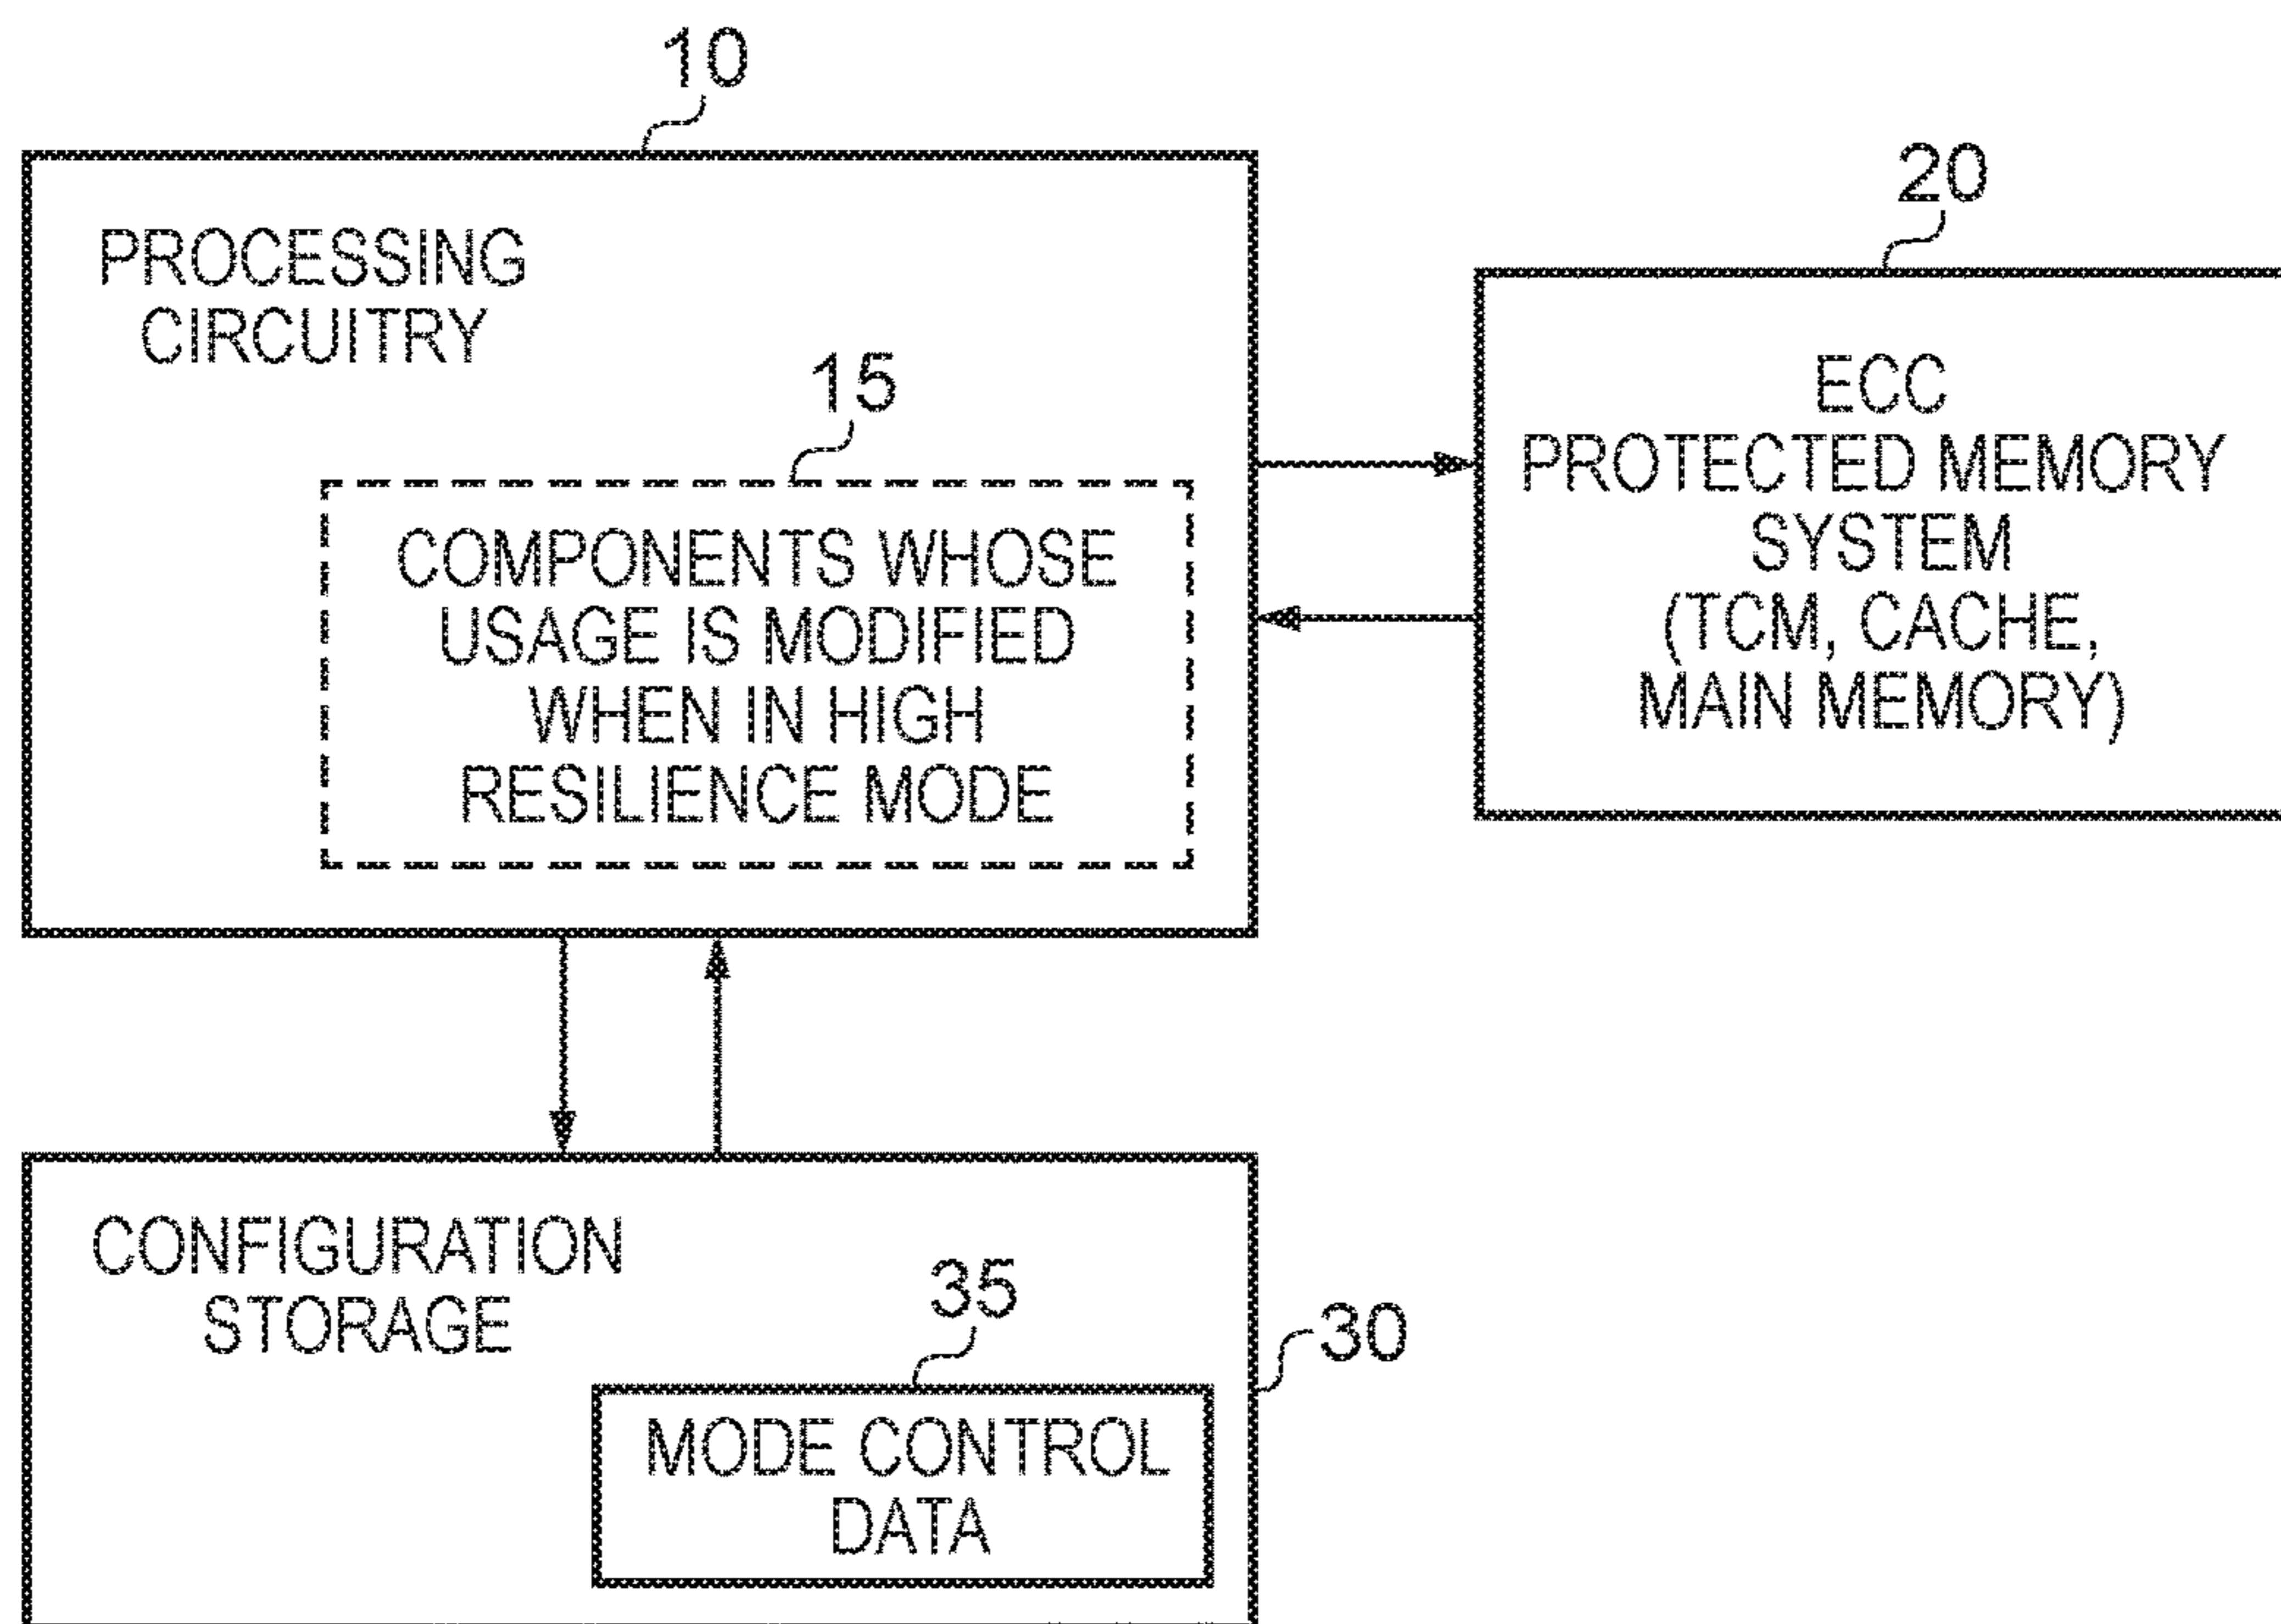 10
PROCESSING
CIRCUITRY
15
COMPONENTS WHOSE
USAGE IS MODIFIED
WHEN IN HIGH
RESILIENCE MODE
20
ECC
PROTECTED MEMORY
SYSTEM
(TCM, CACHE,
MAIN MEMORY)
CONFIGURATION
STORAGE
35
MODE CONTROL
DATA
30